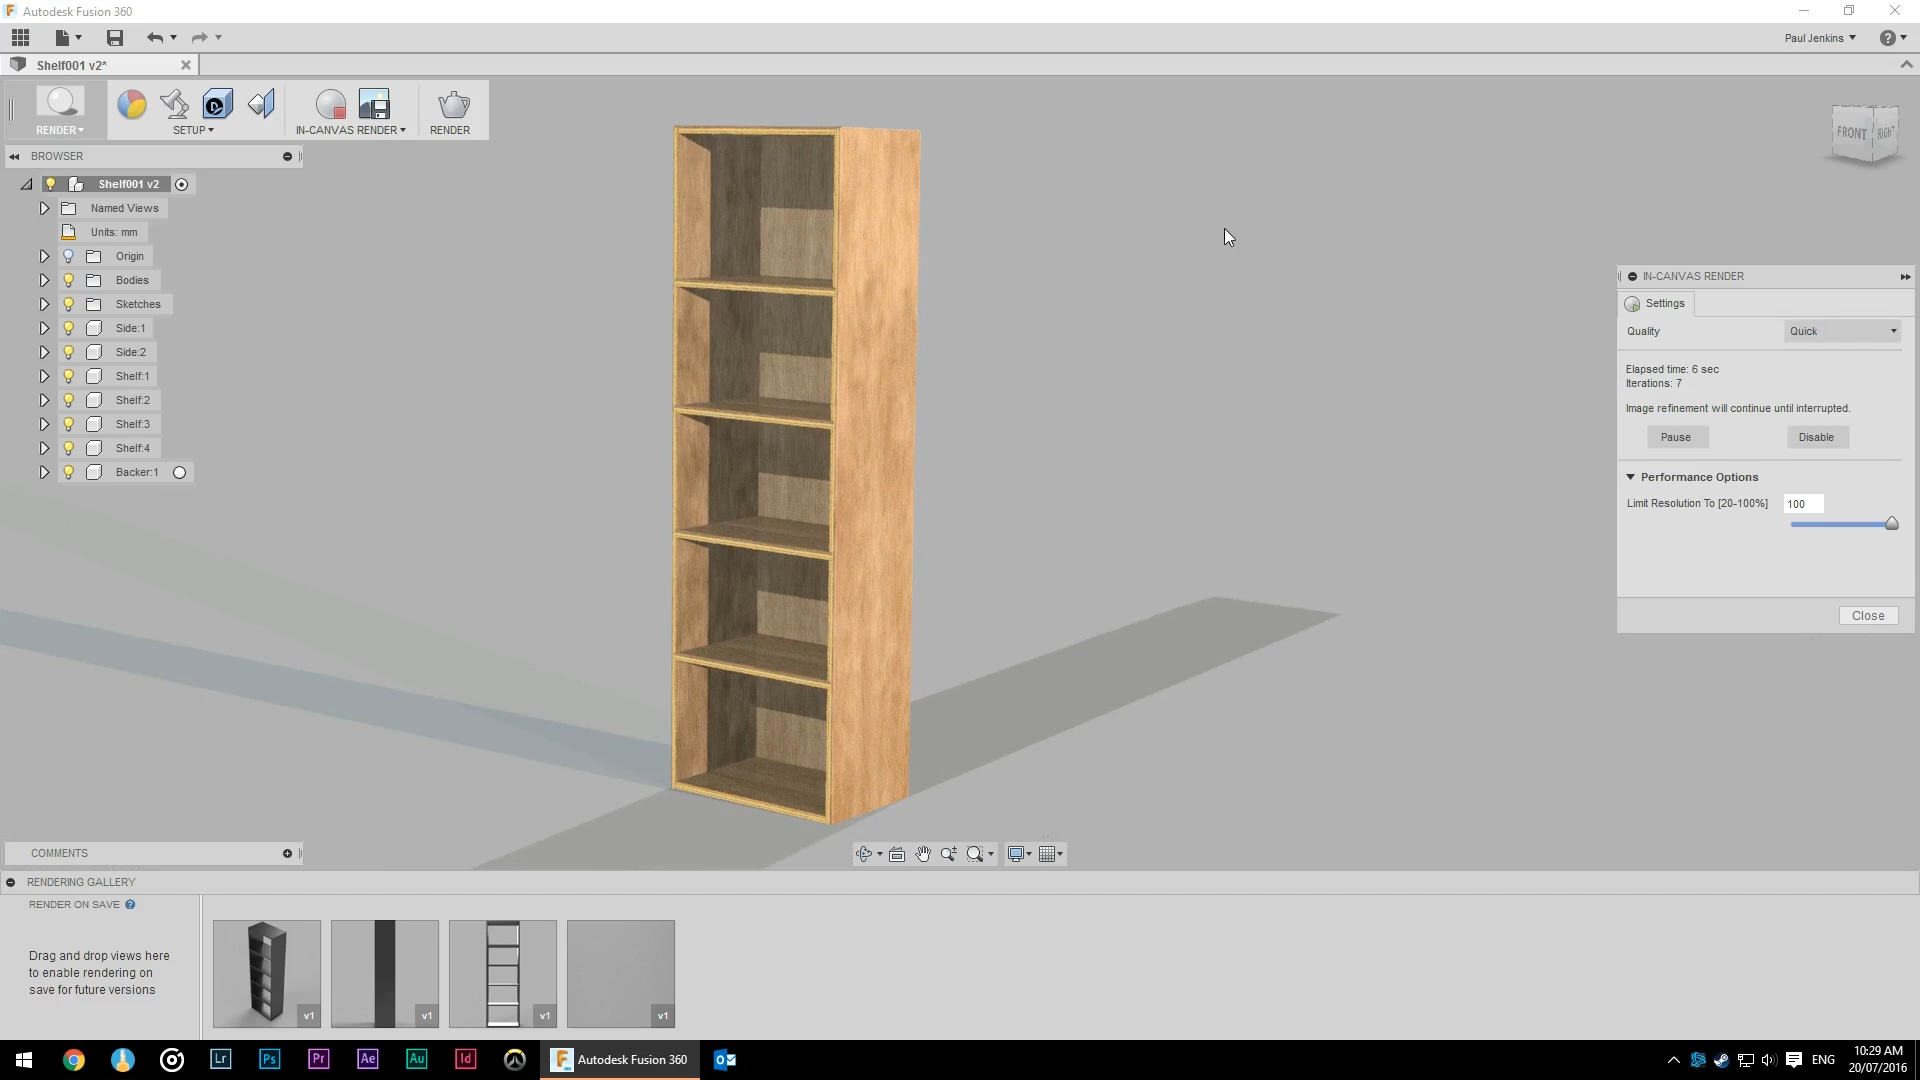 Autodesk Fusion 360
Paul Jenkins
Shelf001 v2*
RENDER
SETUP
IN-CANVAS RENDER
RENDER
BROWSER
Shelf001 v2
Named Views
Units: mm
Origin
Bodies
Sketches
Side:1
Side:2
Shelf:1
Shelf:2
Shelf:3
Shelf:4
Backer:1
FRONT
RIGHT
IN-CANVAS RENDER
Settings
Quality
Quick
Elapsed time: 6 sec
Iterations: 7
Image refinement will continue until interrupted.
Pause
Disable
Performance Options
Limit Resolution To [20-100%]
100
Close
COMMENTS
RENDERING GALLERY
RENDER ON SAVE
Drag and drop views here
to enable rendering on
save for future versions
v1
v1
v1
v1
Lr
Ps
Pr
Ae
Au
Id
Autodesk Fusion 360
ENG
10:29 AM
20/07/2016